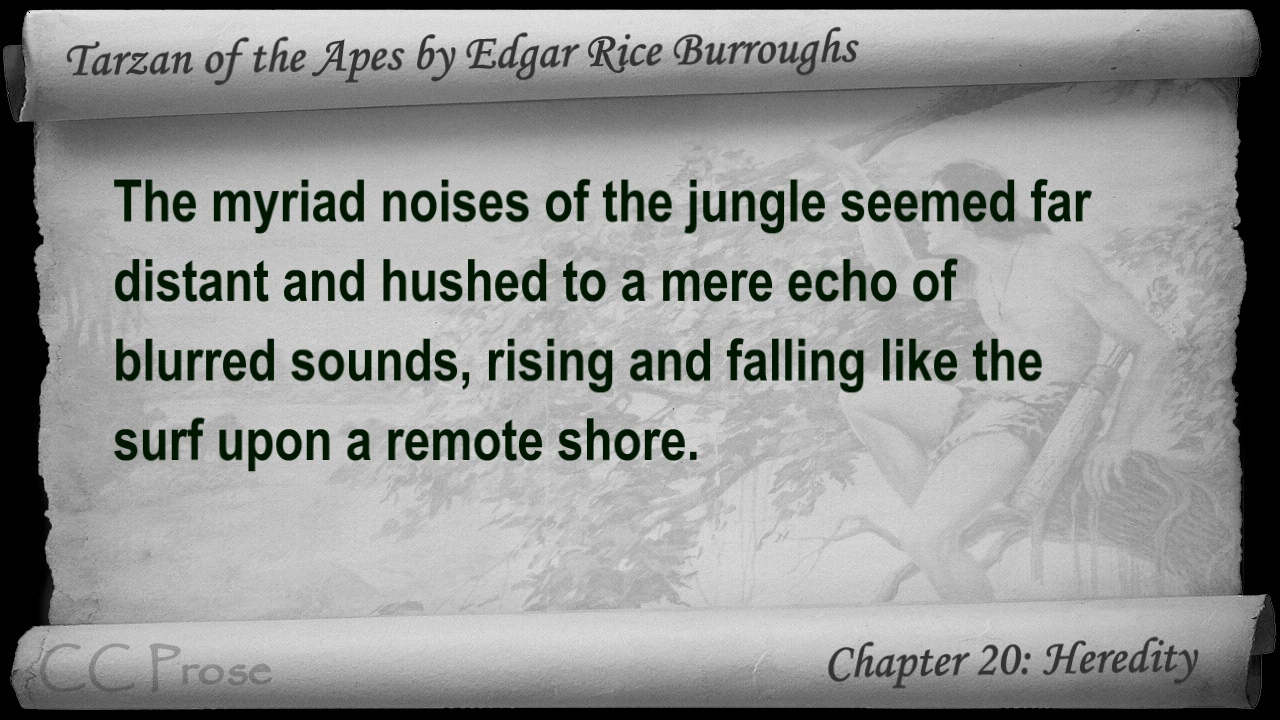 Tarzan of the Apes by Edgar Rice Burroughs
The myriad noises of the jungle seemed far
distant and hushed to a mere echo of
blurred sounds, rising and falling like the
surf upon a remote shore.
CC Prose
Chapter 20: Heredity